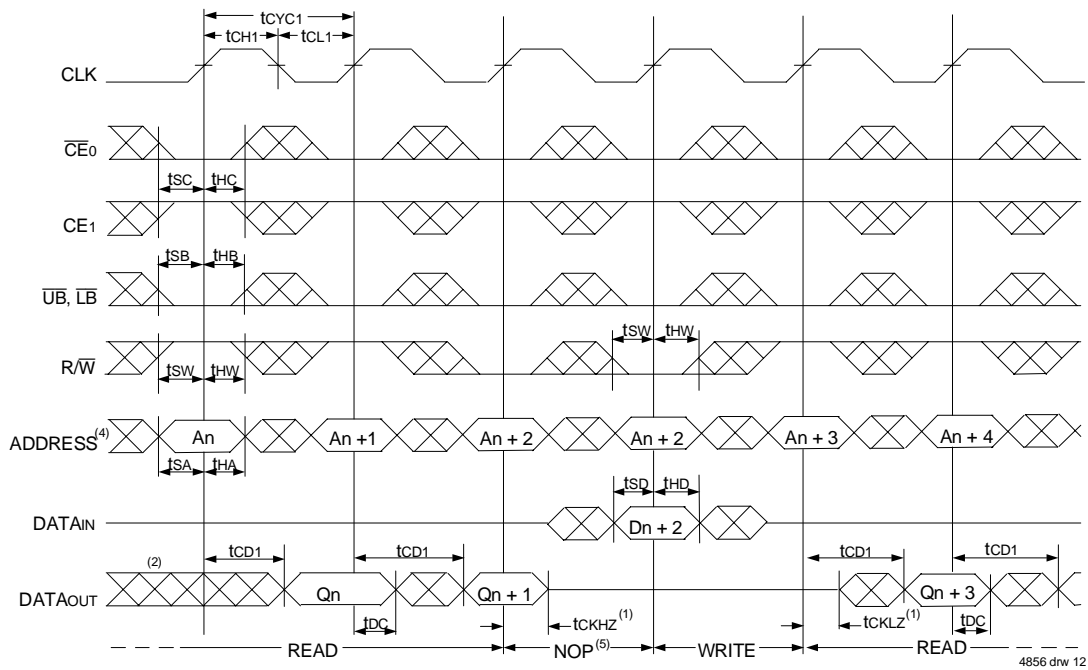 tCYC1
tCH1 tCL1
CLK
CE0
tSC tHC
CE1
tSB tHB
UB, LB
tSW tHW
R/W
tSW tHW
ADDRESS(4) An An +1 An + 2 An + 2 An + 3 An + 4
tSA tHA
tSD tHD
DATAIN Dn + 2
(2) tCD1 tCD1 tCD1 tCD1
DATAOUT Qn Qn + 1 Qn + 3
tDC tCKHZ(1) tCKLZ(1) tDC
READ NOP(5) WRITE READ
4856 drw 12